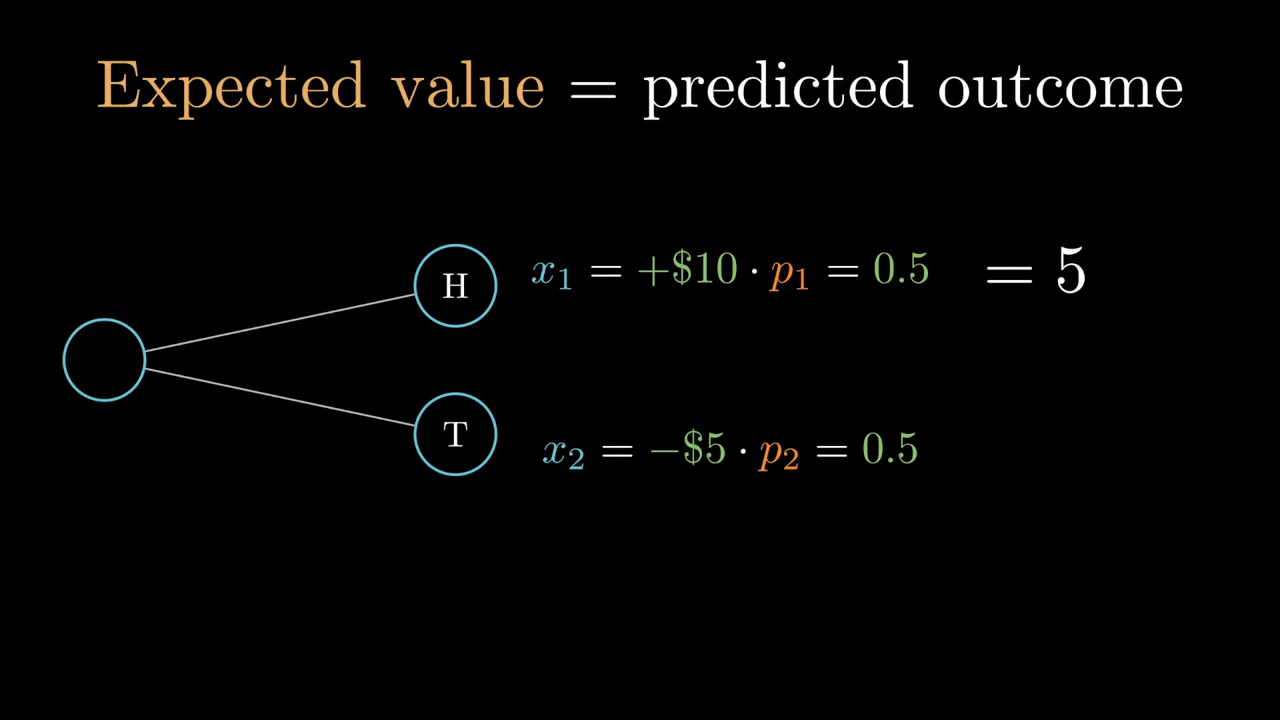 Expected value = predicted outcome
H x₁ = +$10 · p₁ = 0.5 = 5
T x₂ = −$5 · p₂ = 0.5